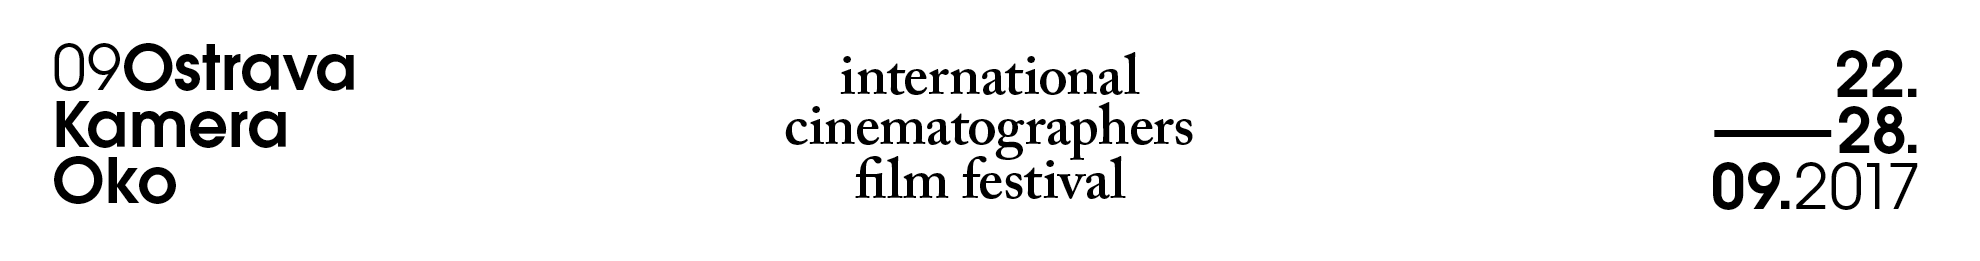 09Ostrava
Kamera
Oko
international
cinematographers
film festival
22.
—28.
09.2017